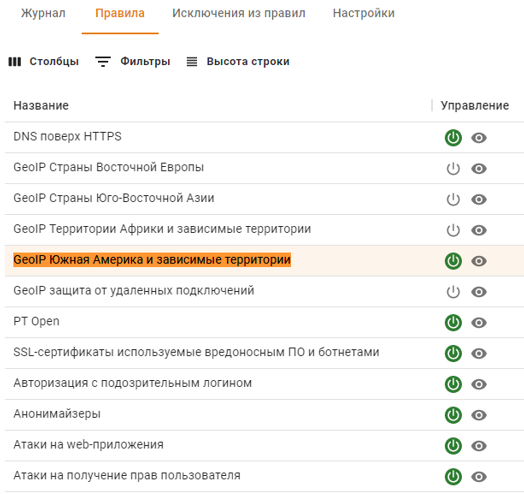 Журнал Правила Исключения из правил Настройки
Столбцы Фильтры Высота строки
Название Управление
DNS поверх HTTPS
GeoIP Страны Восточной Европы
GeoIP Страны Юго-Восточной Азии
GeoIP Территории Африки и зависимые территории
GeoIP Южная Америка и зависимые территории
GeoIP защита от удаленных подключений
PT Open
SSL-сертификаты используемые вредоносным ПО и ботнетами
Авторизация с подозрительным логином
Анонимайзеры
Атаки на web-приложения
Атаки на получение прав пользователя